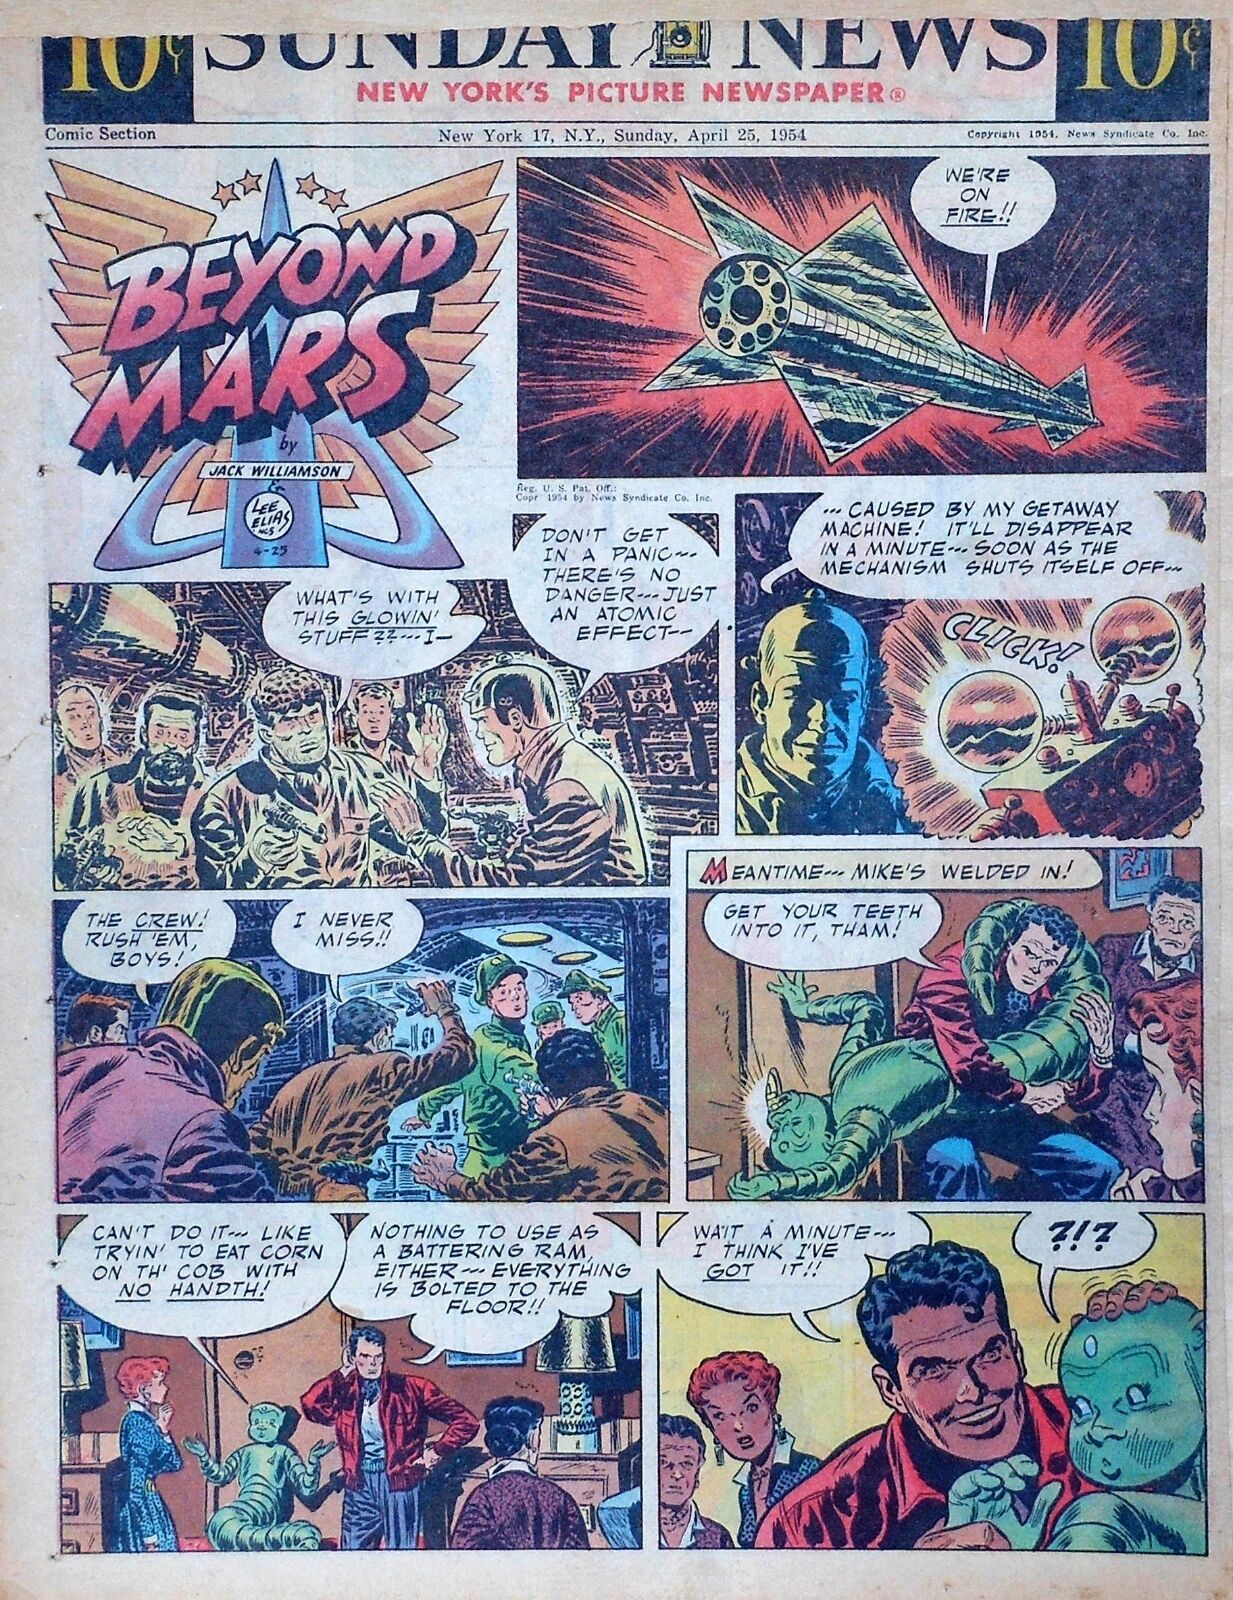 10¢ SUNDAY NEWS 10¢
NEW YORK'S PICTURE NEWSPAPER®
Comic Section
New York 17, N.Y., Sunday, April 25, 1954
Copyright 1954, News Syndicate Co. Inc.
BEYOND
MARS
by
JACK WILLIAMSON
&
LEE
ELIAS
NCS
4-25
WE'RE
ON
FIRE!!
Reg. U. S. Pat. Off.:
Copr 1954 by News Syndicate Co. Inc.
WHAT'S WITH
THIS GLOWIN'
STUFF??---I—
DON'T GET
IN A PANIC---
THERE'S NO
DANGER---JUST
AN ATOMIC
EFFECT--
---CAUSED BY MY GETAWAY
MACHINE! IT'LL DISAPPEAR
IN A MINUTE--- SOON AS THE
MECHANISM SHUTS ITSELF OFF--
CLICK!
THE CREW!
RUSH 'EM,
BOYS!
I NEVER
MISS!!
MEANTIME--- MIKE'S WELDED IN!
GET YOUR TEETH
INTO IT, THAM!
CAN'T DO IT--- LIKE
TRYIN' TO EAT CORN
ON TH' COB WITH
NO HANDTH!
NOTHING TO USE AS
A BATTERING RAM,
EITHER--- EVERYTHING
IS BOLTED TO THE
FLOOR!!
WAIT A MINUTE---
I THINK I'VE
GOT IT!!
?!?